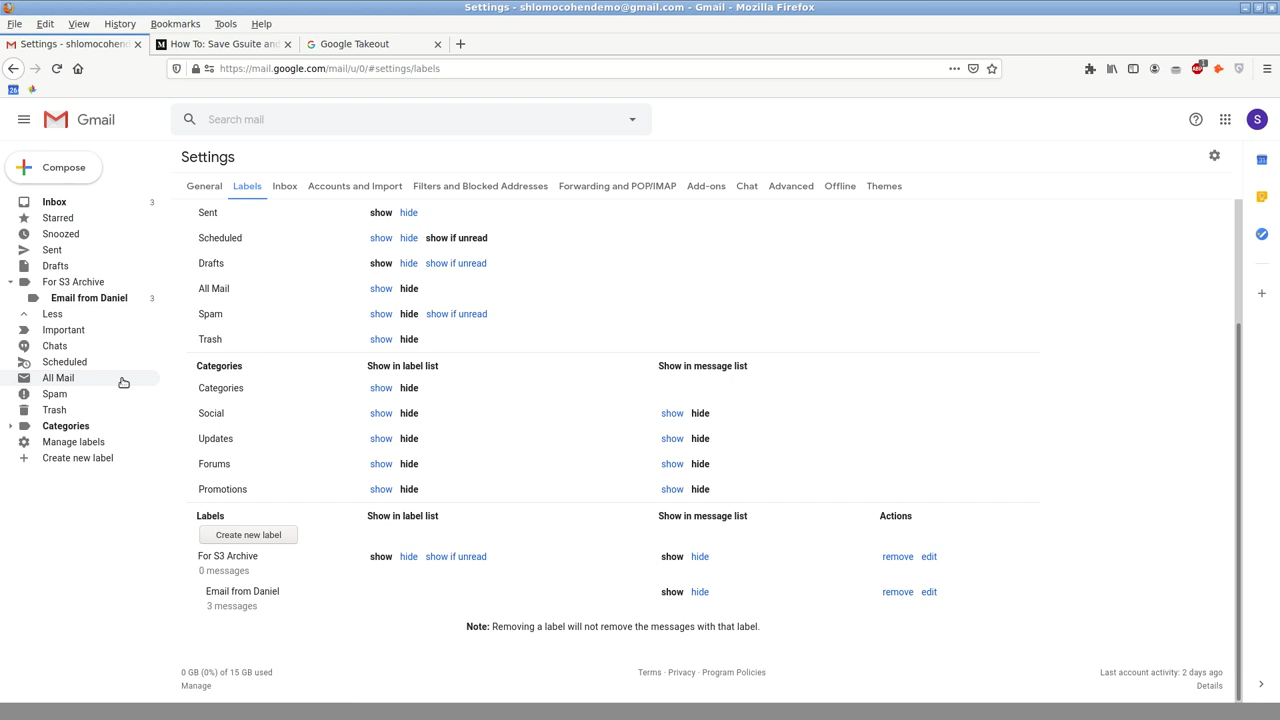 Settings - shlomocohendemo@gmail.com - Gmail - Mozilla Firefox
File Edit View History Bookmarks Tools Help
Settings - shlomocohendem
How To: Save Gsuite and
Google Takeout
https://mail.google.com/mail/u/0/#settings/labels
Gmail
Search mail
S
Compose
Inbox 3
Starred
Snoozed
Sent
Drafts
For S3 Archive
Email from Daniel 3
Less
Important
Chats
Scheduled
All Mail
Spam
Trash
Categories
Manage labels
Create new label
Settings
General Labels Inbox Accounts and Import Filters and Blocked Addresses Forwarding and POP/IMAP Add-ons Chat Advanced Offline Themes
Sent show hide
Scheduled show hide show if unread
Drafts show hide show if unread
All Mail show hide
Spam show hide show if unread
Trash show hide
Categories Show in label list Show in message list
Categories show hide
Social show hide show hide
Updates show hide show hide
Forums show hide show hide
Promotions show hide show hide
Labels Show in label list Show in message list Actions
Create new label
For S3 Archive show hide show if unread show hide remove edit
0 messages
Email from Daniel show hide remove edit
3 messages
Note: Removing a label will not remove the messages with that label.
0 GB (0%) of 15 GB used Terms · Privacy · Program Policies Last account activity: 2 days ago
Manage Details